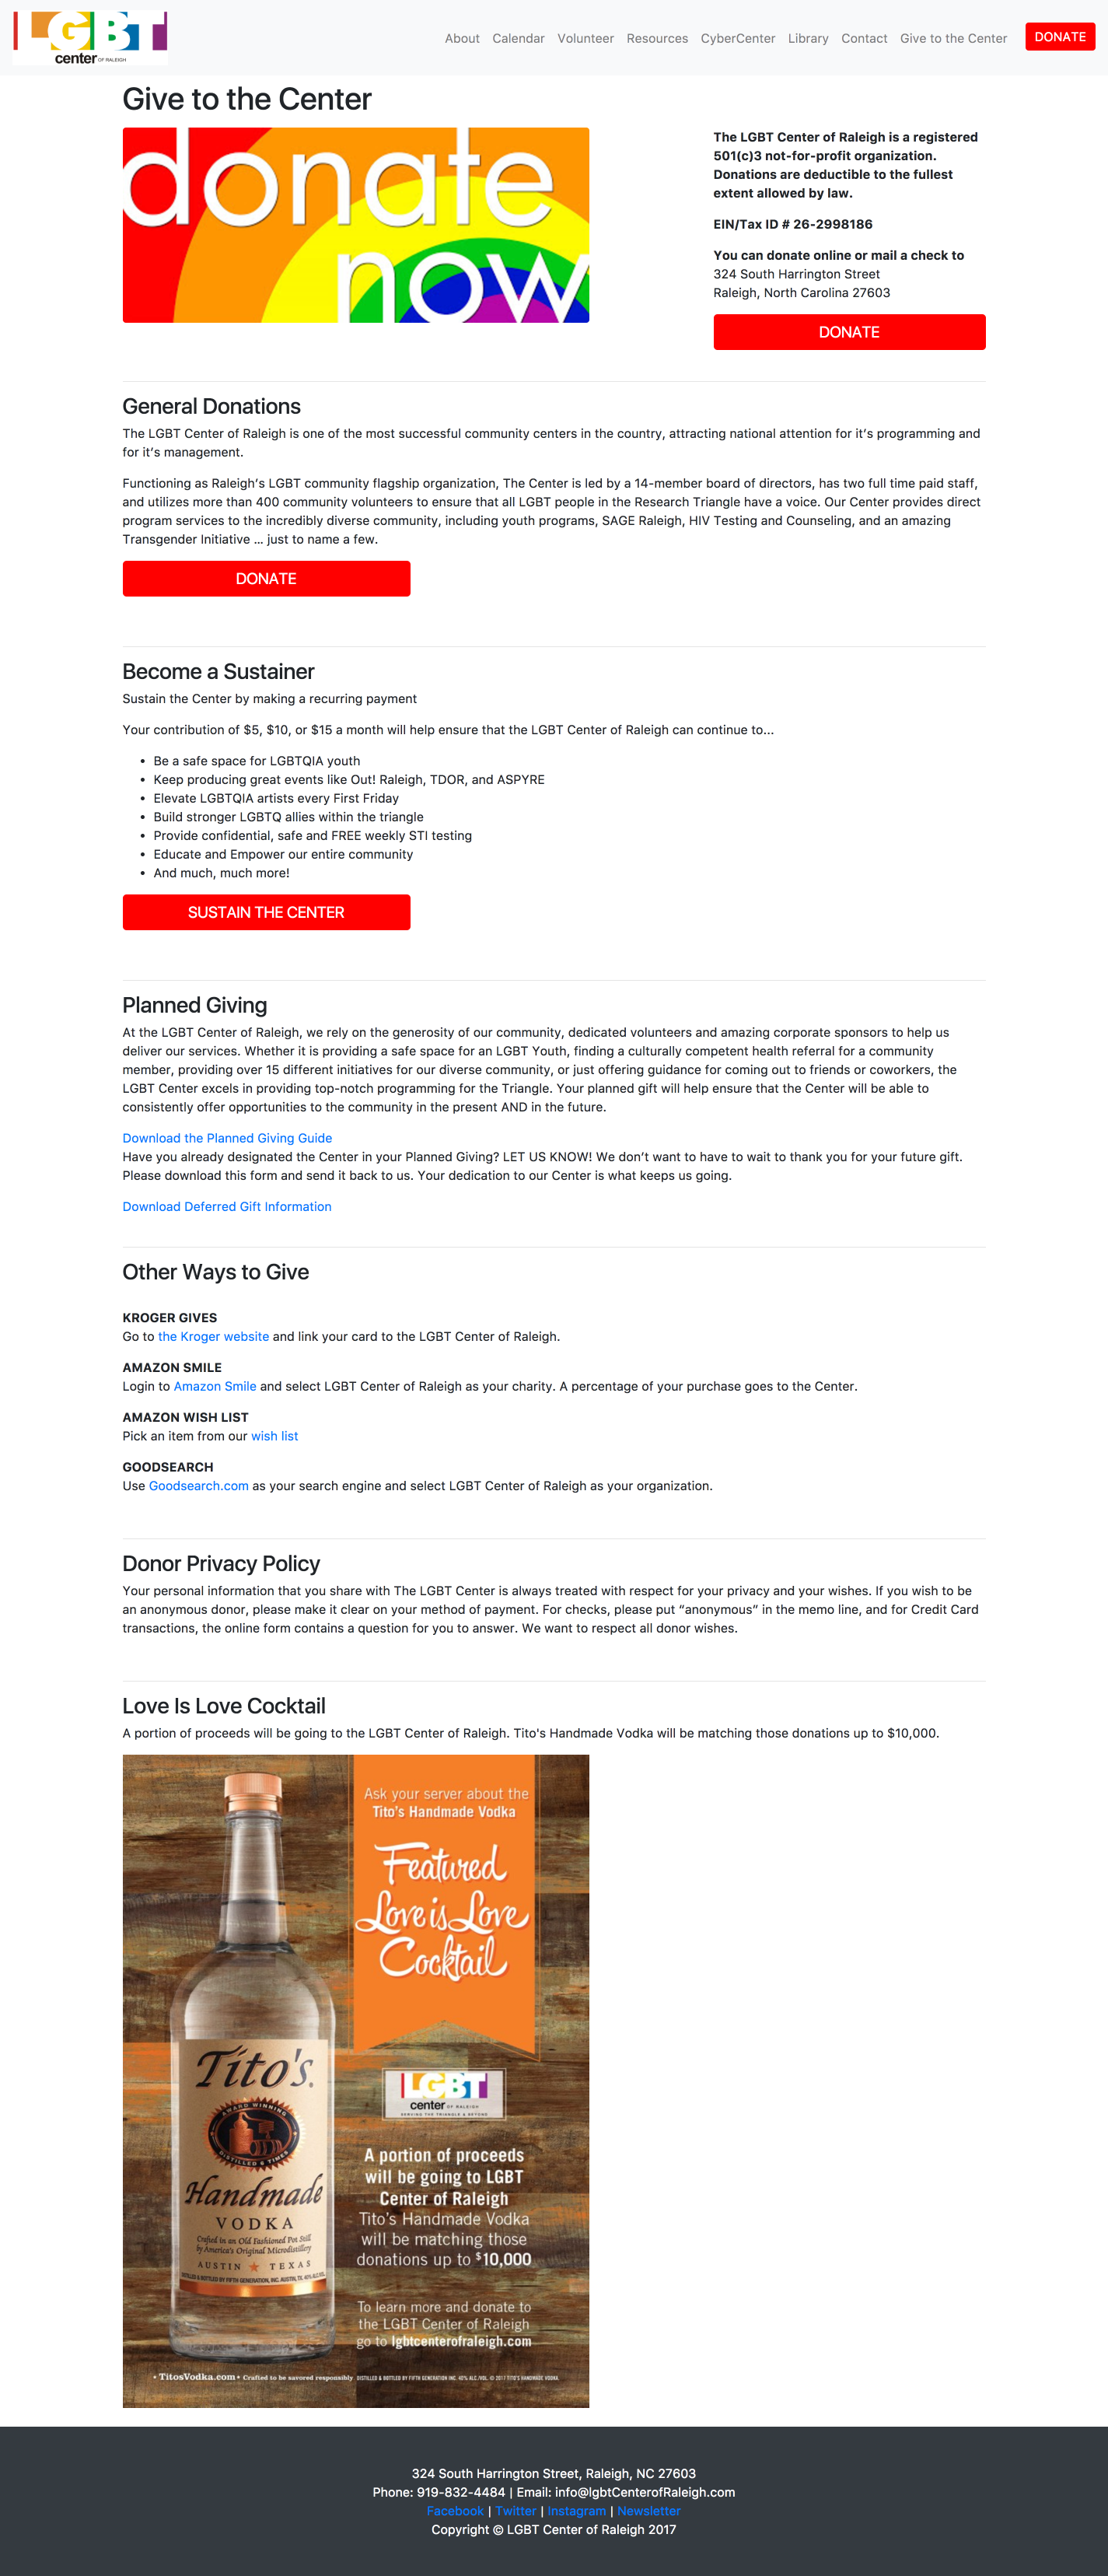 LGBT
center OF RALEIGH
About Calendar Volunteer Resources CyberCenter Library Contact Give to the Center DONATE
Give to the Center
donate
now
The LGBT Center of Raleigh is a registered
501(c)3 not-for-profit organization.
Donations are deductible to the fullest
extent allowed by law.
EIN/Tax ID # 26-2998186
You can donate online or mail a check to
324 South Harrington Street
Raleigh, North Carolina 27603
DONATE
General Donations
The LGBT Center of Raleigh is one of the most successful community centers in the country, attracting national attention for it’s programming and
for it’s management.
Functioning as Raleigh’s LGBT community flagship organization, The Center is led by a 14-member board of directors, has two full time paid staff,
and utilizes more than 400 community volunteers to ensure that all LGBT people in the Research Triangle have a voice. Our Center provides direct
program services to the incredibly diverse community, including youth programs, SAGE Raleigh, HIV Testing and Counseling, and an amazing
Transgender Initiative … just to name a few.
DONATE
Become a Sustainer
Sustain the Center by making a recurring payment
Your contribution of $5, $10, or $15 a month will help ensure that the LGBT Center of Raleigh can continue to…
• Be a safe space for LGBTQIA youth
• Keep producing great events like Out! Raleigh, TDOR, and ASPYRE
• Elevate LGBTQIA artists every First Friday
• Build stronger LGBTQ allies within the triangle
• Provide confidential, safe and FREE weekly STI testing
• Educate and Empower our entire community
• And much, much more!
SUSTAIN THE CENTER
Planned Giving
At the LGBT Center of Raleigh, we rely on the generosity of our community, dedicated volunteers and amazing corporate sponsors to help us
deliver our services. Whether it is providing a safe space for an LGBT Youth, finding a culturally competent health referral for a community
member, providing over 15 different initiatives for our diverse community, or just offering guidance for coming out to friends or coworkers, the
LGBT Center excels in providing top-notch programming for the Triangle. Your planned gift will help ensure that the Center will be able to
consistently offer opportunities to the community in the present AND in the future.
Download the Planned Giving Guide
Have you already designated the Center in your Planned Giving? LET US KNOW! We don’t want to have to wait to thank you for your future gift.
Please download this form and send it back to us. Your dedication to our Center is what keeps us going.
Download Deferred Gift Information
Other Ways to Give
KROGER GIVES
Go to the Kroger website and link your card to the LGBT Center of Raleigh.
AMAZON SMILE
Login to Amazon Smile and select LGBT Center of Raleigh as your charity. A percentage of your purchase goes to the Center.
AMAZON WISH LIST
Pick an item from our wish list
GOODSEARCH
Use Goodsearch.com as your search engine and select LGBT Center of Raleigh as your organization.
Donor Privacy Policy
Your personal information that you share with The LGBT Center is always treated with respect for your privacy and your wishes. If you wish to be
an anonymous donor, please make it clear on your method of payment. For checks, please put “anonymous” in the memo line, and for Credit Card
transactions, the online form contains a question for you to answer. We want to respect all donor wishes.
Love Is Love Cocktail
A portion of proceeds will be going to the LGBT Center of Raleigh. Tito's Handmade Vodka will be matching those donations up to $10,000.
Ask your server about the
Tito's Handmade Vodka
Featured
Love is Love
Cocktail
LGBT
center OF RALEIGH
SERVING THE TRIANGLE & BEYOND
A portion of proceeds
will be going to LGBT
Center of Raleigh
Tito's Handmade Vodka
will be matching those
donations up to $10,000
To learn more and donate to
the LGBT Center of Raleigh
go to lgbtcenterofraleigh.com
Tito's
AWARD WINNING
DISTILLED 6 TIMES
Handmade
VODKA
Crafted in an Old Fashioned Pot Still
by America's Original Microdistillery
AUSTIN ★ TEXAS
DISTILLED & BOTTLED BY FIFTH GENERATION, INC. AUSTIN, TX. 40% ALC./VOL.
• TitosVodka.com • Crafted to be savored responsibly. DISTILLED & BOTTLED BY FIFTH GENERATION INC. 40% ALC./VOL. © 2017 TITO'S HANDMADE VODKA.
324 South Harrington Street, Raleigh, NC 27603
Phone: 919-832-4484 | Email: info@lgbtCenterofRaleigh.com
Facebook | Twitter | Instagram | Newsletter
Copyright © LGBT Center of Raleigh 2017